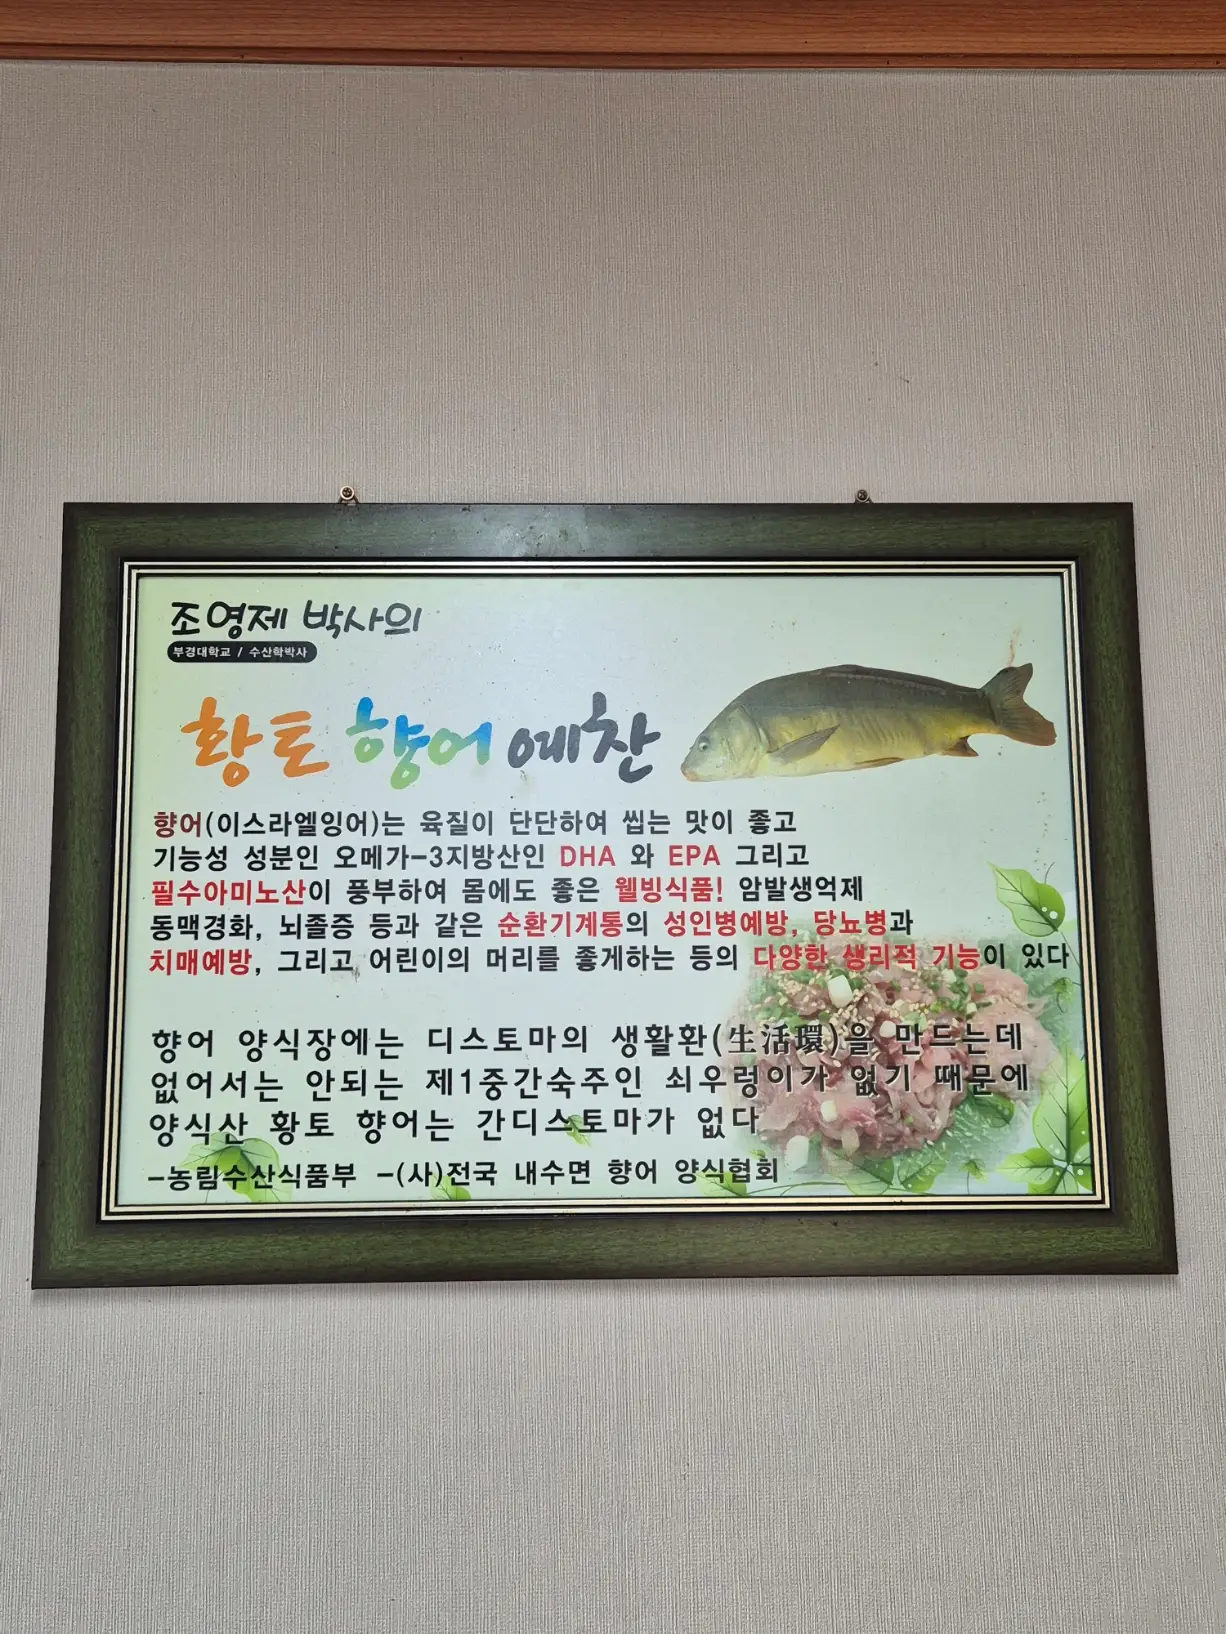 조영제 박사의
부경대학교 / 수산학박사
황토 향어 예찬
향어(이스라엘잉어)는 육질이 단단하여 씹는 맛이 좋고
기능성 성분인 오메가-3지방산인 DHA 와 EPA 그리고
필수아미노산이 풍부하여 몸에도 좋은 웰빙식품! 암발생억제
동맥경화, 뇌졸증 등과 같은 순환기계통의 성인병예방, 당뇨병과
치매예방, 그리고 어린이의 머리를 좋게하는 등의 다양한 생리적 기능이 있다
향어 양식장에는 디스토마의 생활환(生活環)을 만드는데
없어서는 안되는 제1중간숙주인 쇠우렁이가 없기 때문에
양식산 황토 향어는 간디스토마가 없다
-농림수산식품부 -(사)전국 내수면 향어 양식협회